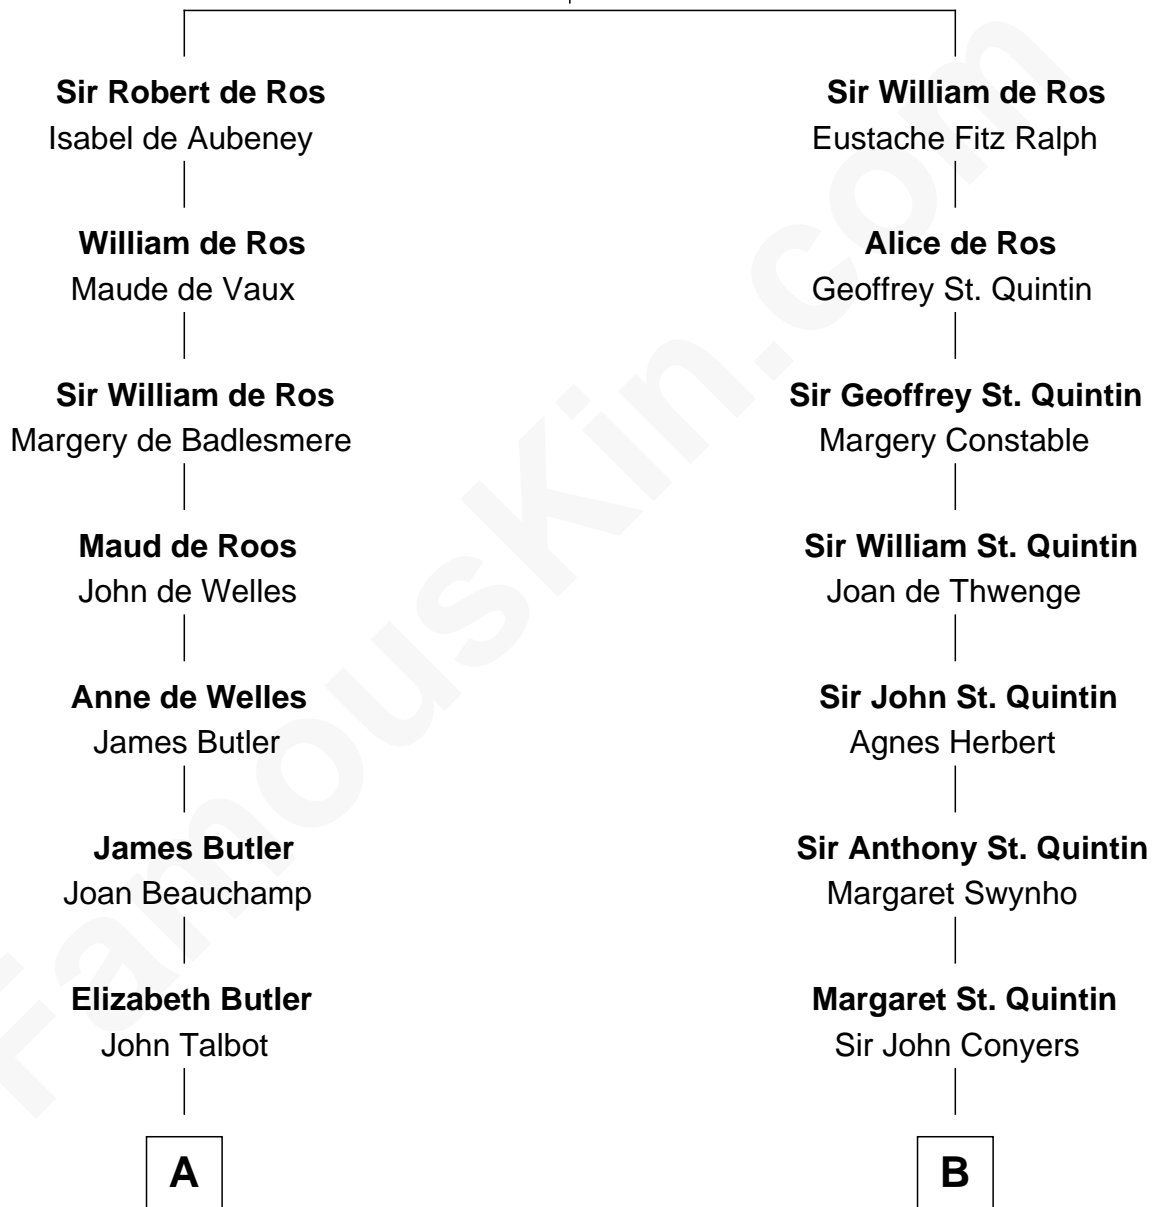 Sir Robert de Ros
Isabel de Aubeney
William de Ros
Maude de Vaux
Sir William de Ros
Margery de Badlesmere
Maud de Roos
John de Welles
Anne de Welles
James Butler
James Butler
Joan Beauchamp
Elizabeth Butler
John Talbot
A
Sir William de Ros
Eustache Fitz Ralph
Alice de Ros
Geoffrey St. Quintin
Sir Geoffrey St. Quintin
Margery Constable
Sir William St. Quintin
Joan de Thwenge
Sir John St. Quintin
Agnes Herbert
Sir Anthony St. Quintin
Margaret Swynho
Margaret St. Quintin
Sir John Conyers
B
FamousKin.com